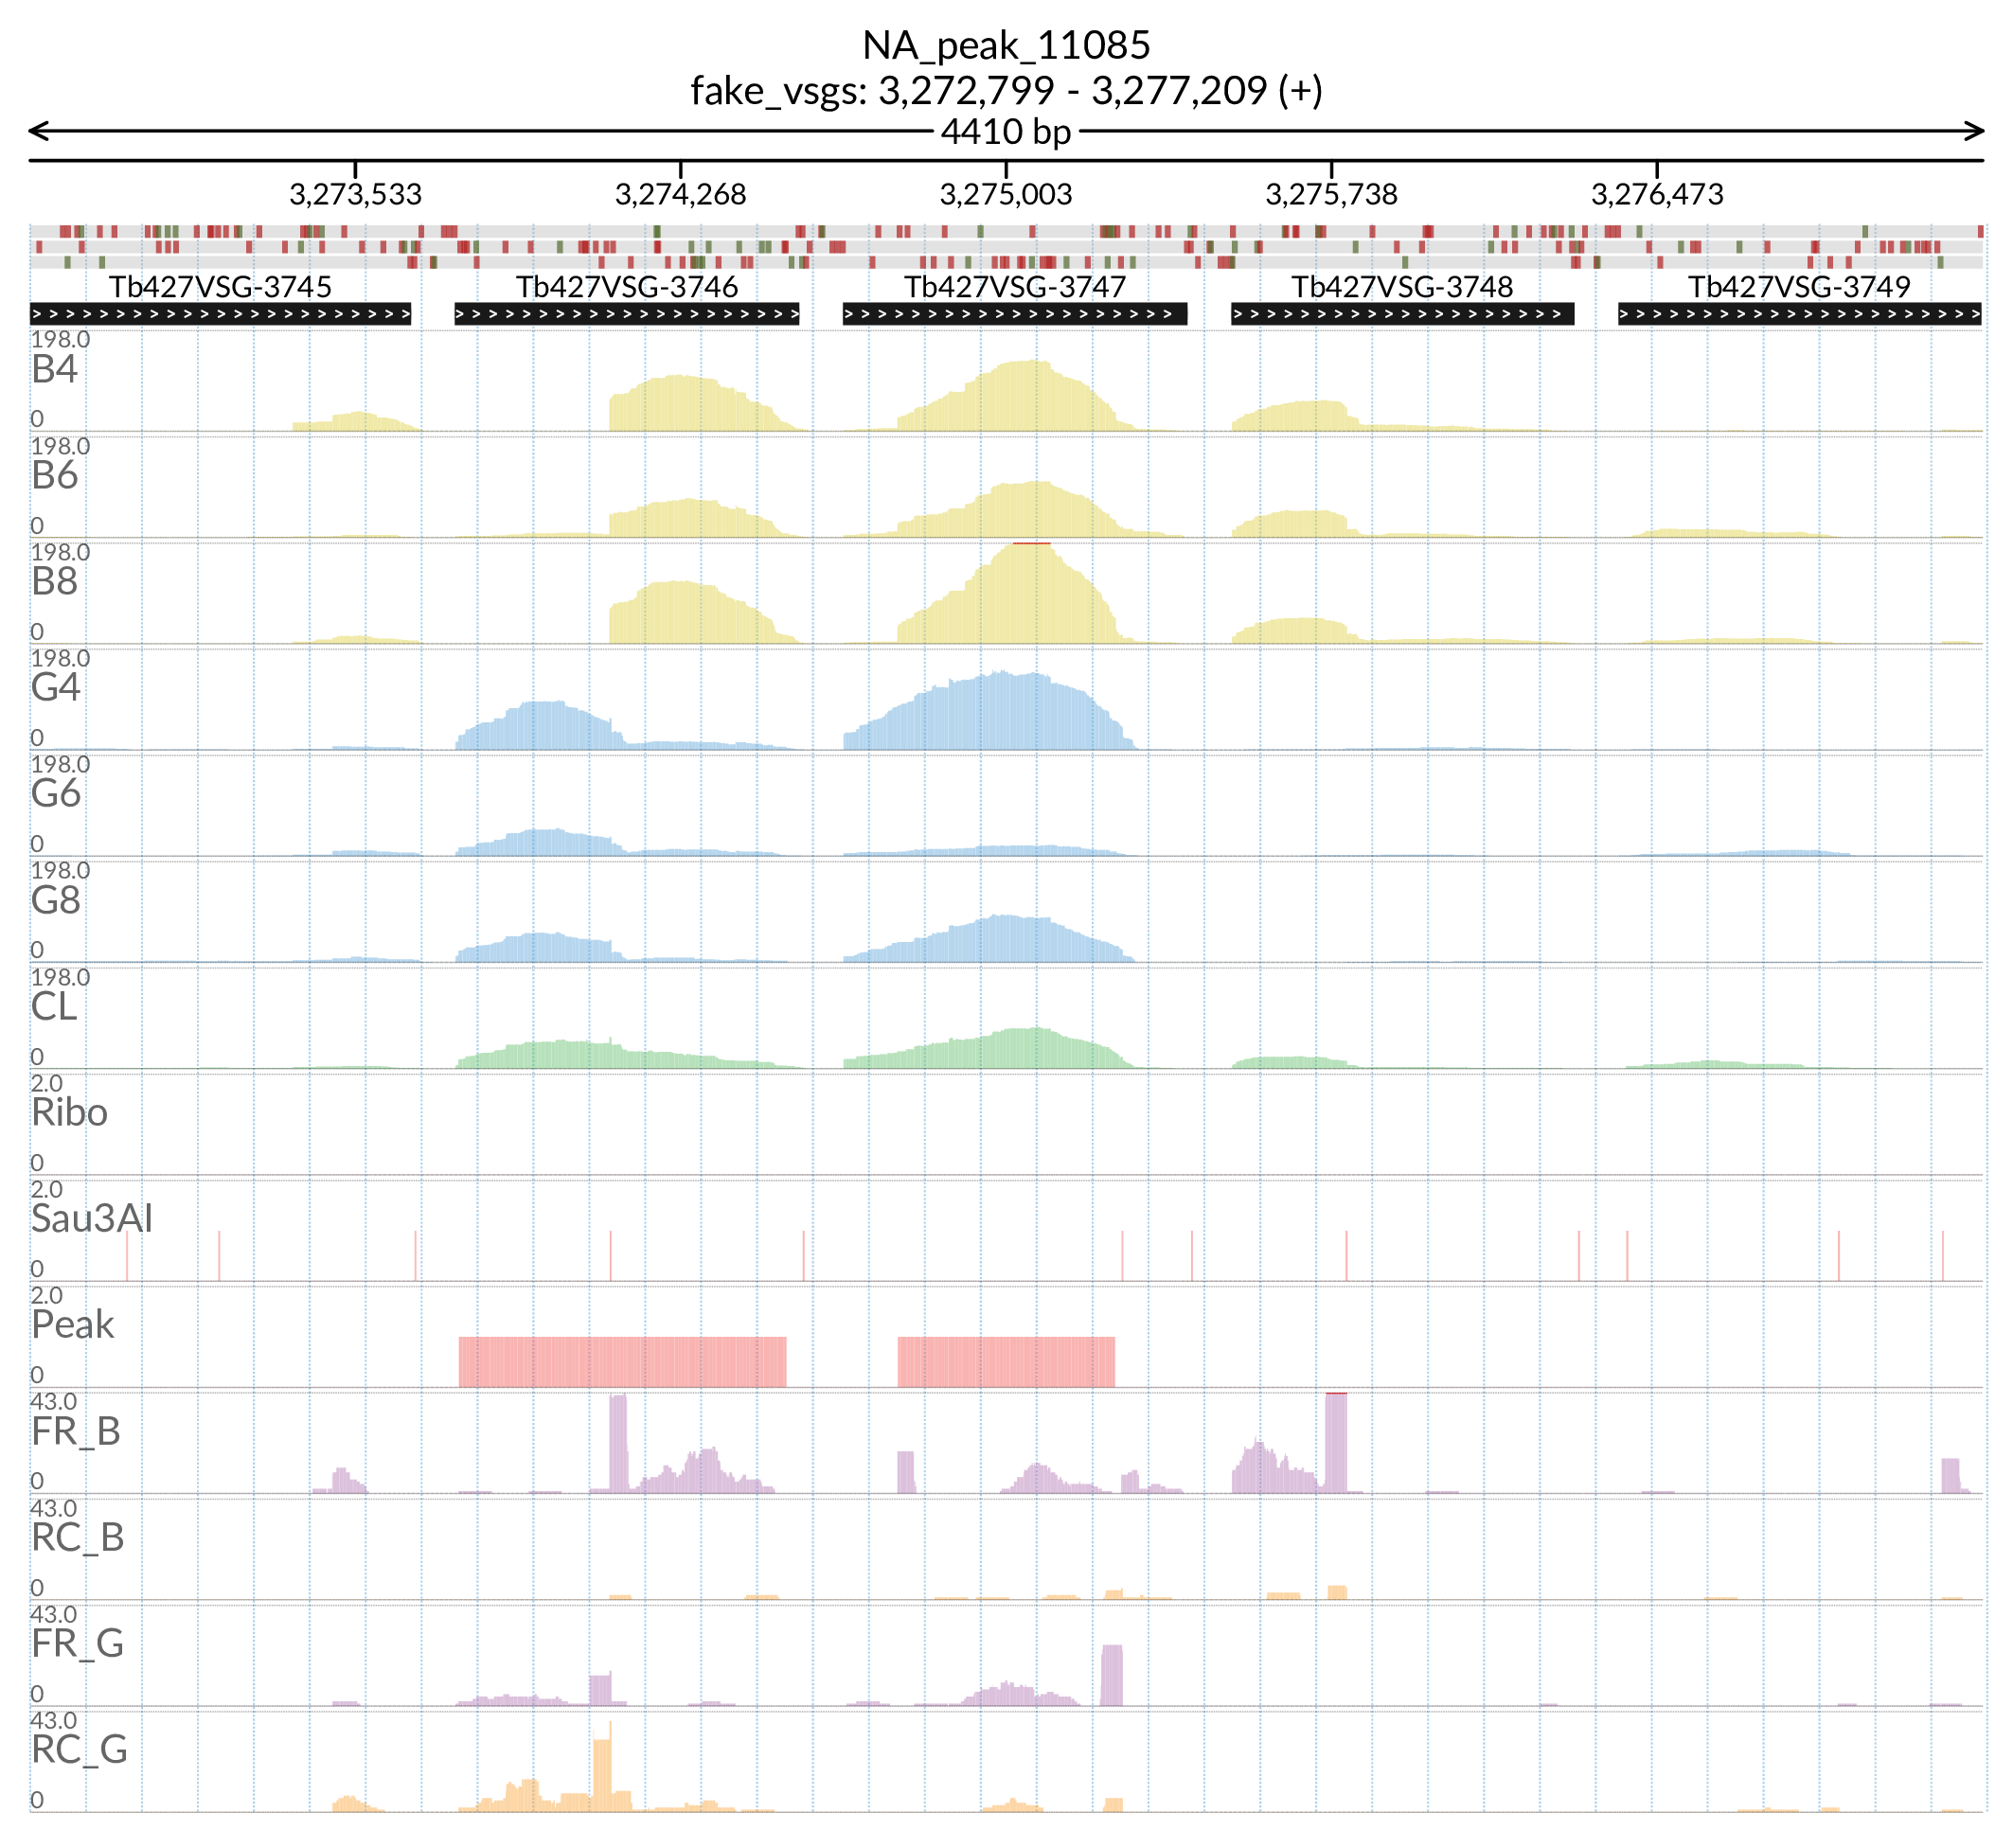 NA_peak_11085
fake_vsgs: 3,272,799 - 3,277,209 (+)
4410 bp
3,273,533 3,274,268 3,275,003 3,275,738 3,276,473
Tb427VSG-3745 Tb427VSG-3746 Tb427VSG-3747 Tb427VSG-3748 Tb427VSG-3749
198.0
B4
0
198.0
B6
0
198.0
B8
0
198.0
G4
0
198.0
G6
0
198.0
G8
0
198.0
CL
0
2.0
Ribo
0
2.0
Sau3AI
0
2.0
Peak
0
43.0
FR_B
0
43.0
RC_B
0
43.0
FR_G
0
43.0
RC_G
0